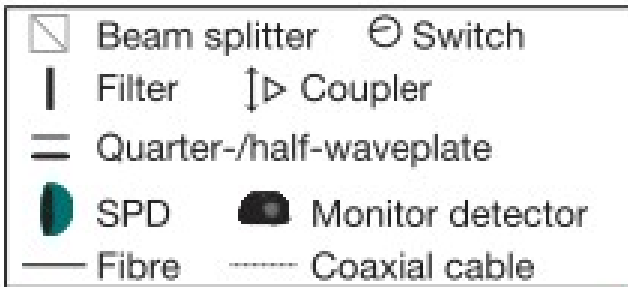 Beam splitter Switch
Filter Coupler
Quarter-/half-waveplate
SPD Monitor detector
Fibre Coaxial cable